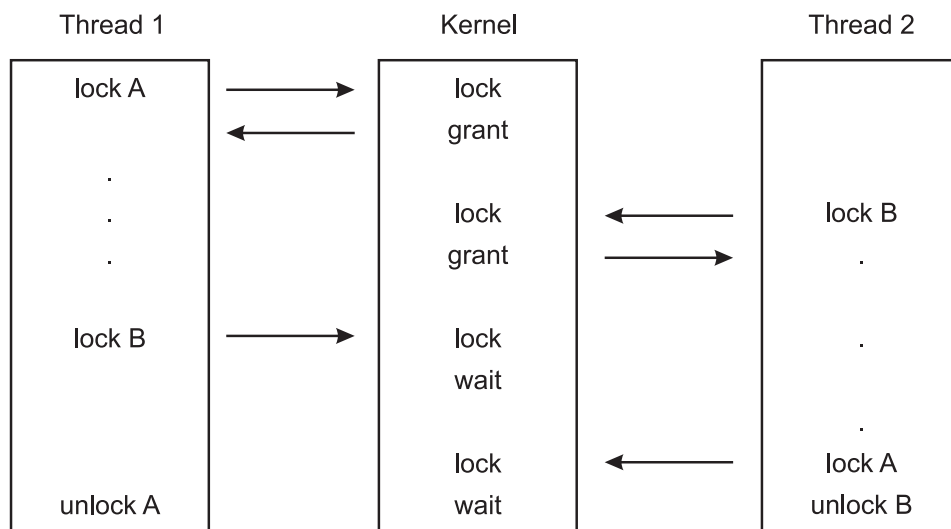 Thread 1 Kernel Thread 2
lock A lock
grant
.
. lock lock B
. grant .
lock B lock .
wait
.
lock lock A
unlock A wait unlock B